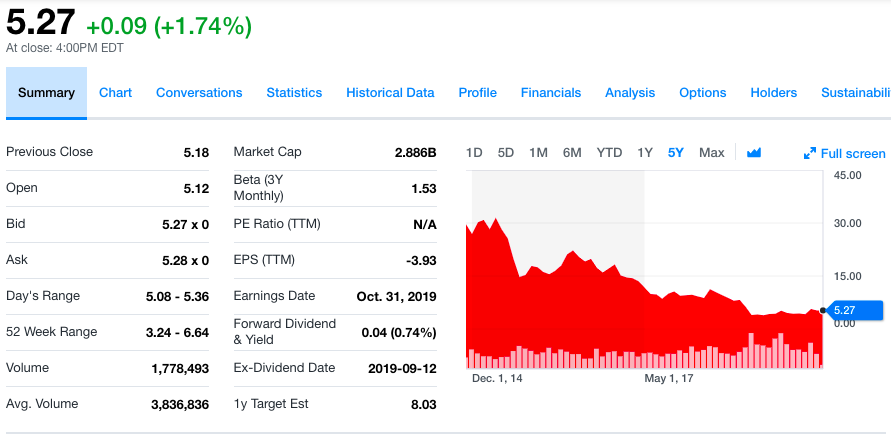 5.27 +0.09 (+1.74%)
At close: 4:00PM EDT
Summary Chart Conversations Statistics Historical Data Profile Financials Analysis Options Holders Sustainabili
Previous Close 5.18
Open 5.12
Bid 5.27 x 0
Ask 5.28 x 0
Day's Range 5.08 - 5.36
52 Week Range 3.24 - 6.64
Volume 1,778,493
Avg. Volume 3,836,836
Market Cap 2.886B
Beta (3Y
Monthly) 1.53
PE Ratio (TTM) N/A
EPS (TTM) -3.93
Earnings Date Oct. 31, 2019
Forward Dividend
& Yield 0.04 (0.74%)
Ex-Dividend Date 2019-09-12
1y Target Est 8.03
1D 5D 1M 6M YTD 1Y 5Y Max Full screen
45.00
30.00
15.00
5.27
0.00
Dec. 1, 14 May 1, 17